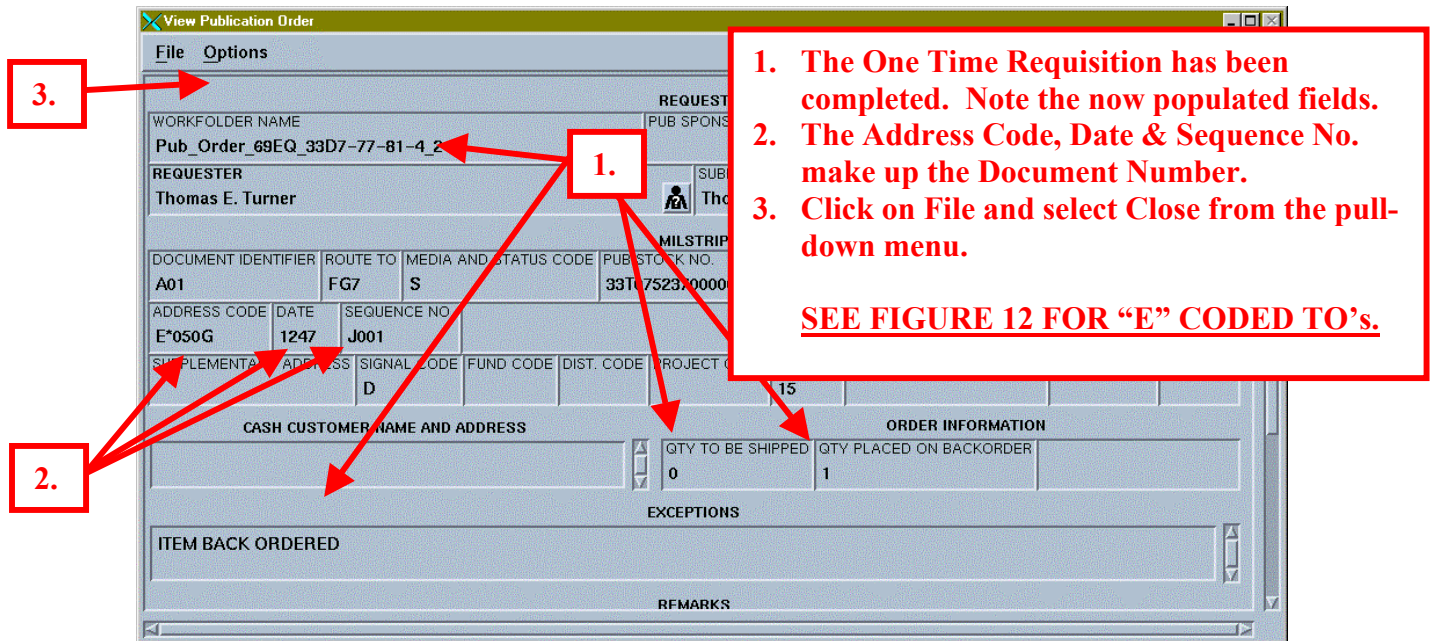 View Publication Order
File Options
3.
REQUEST
WORKFOLDER NAME PUB SPONS
Pub_Order_69EQ_33D7-77-81-4_2
REQUESTER SUB
Thomas E. Turner Tho
1.
MILSTRIP
DOCUMENT IDENTIFIER ROUTE TO MEDIA AND STATUS CODE PUB STOCK NO.
A01 FG7 S
ADDRESS CODE DATE SEQUENCE NO
E*050G 1247 J001
SUPPLEMENTARY ADDRESS SIGNAL CODE FUND CODE DIST. CODE PROJECT
D 15
CASH CUSTOMER NAME AND ADDRESS ORDER INFORMATION
QTY TO BE SHIPPED QTY PLACED ON BACKORDER
0 1
2.
EXCEPTIONS
ITEM BACK ORDERED
REMARKS
1. The One Time Requisition has been
completed. Note the now populated fields.
2. The Address Code, Date & Sequence No.
make up the Document Number.
3. Click on File and select Close from the pull-
down menu.
SEE FIGURE 12 FOR “E” CODED TO’s.